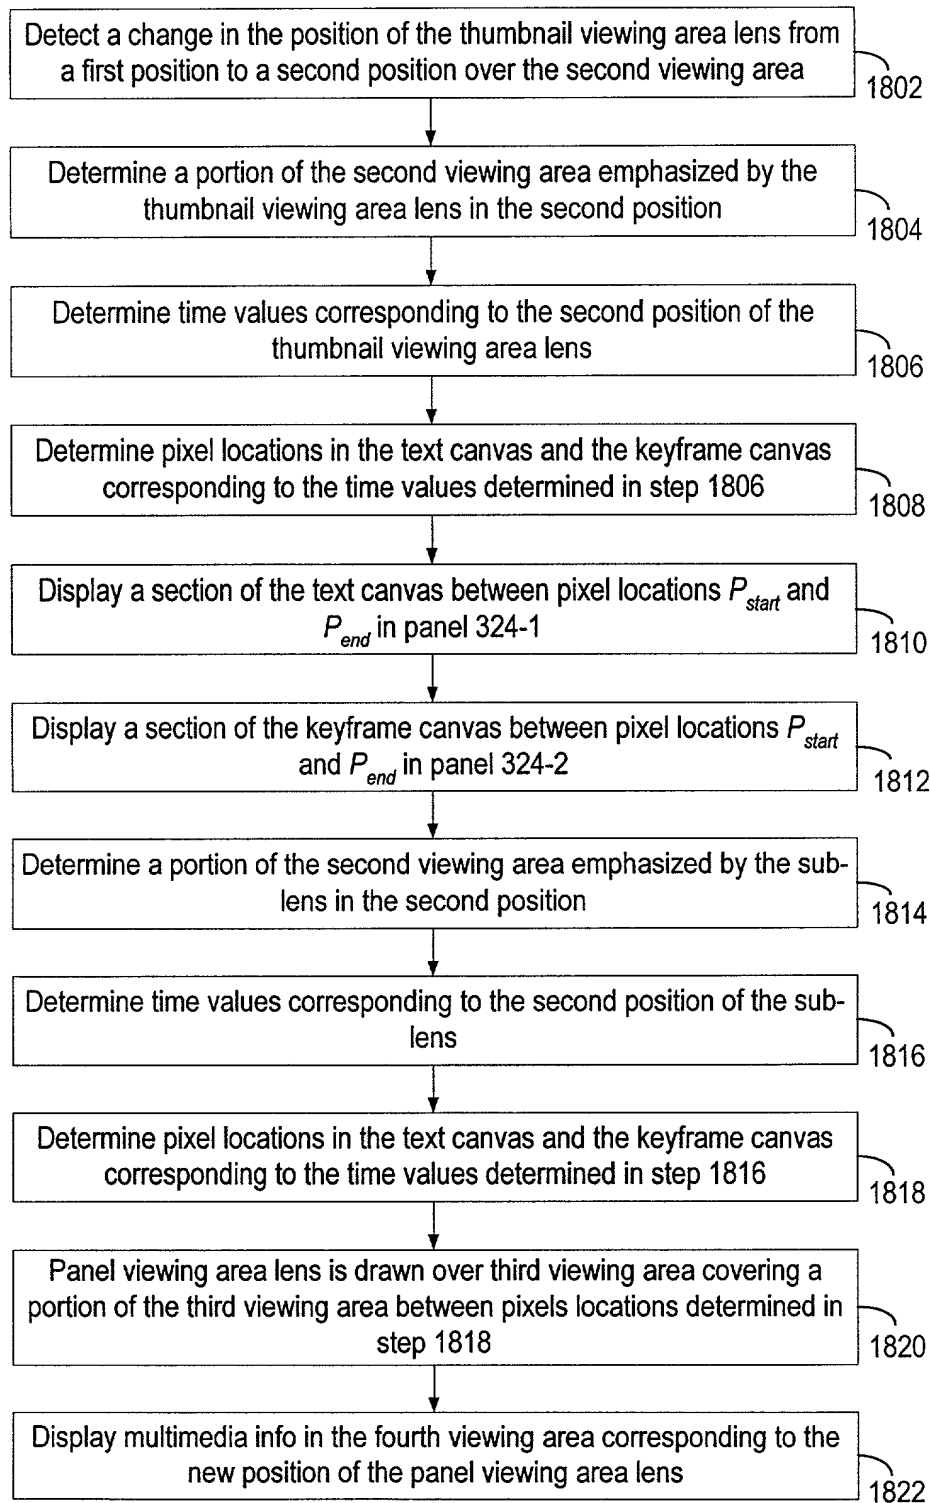 Detect a change in the position of the thumbnail viewing area lens from
a first position to a second position over the second viewing area
1802
Determine a portion of the second viewing area emphasized by the
thumbnail viewing area lens in the second position
1804
Determine time values corresponding to the second position of the
thumbnail viewing area lens
1806
Determine pixel locations in the text canvas and the keyframe canvas
corresponding to the time values determined in step 1806
1808
Display a section of the text canvas between pixel locations Pstart and
Pend in panel 324-1
1810
Display a section of the keyframe canvas between pixel locations Pstart
and Pend in panel 324-2
1812
Determine a portion of the second viewing area emphasized by the sub-
lens in the second position
1814
Determine time values corresponding to the second position of the sub-
lens
1816
Determine pixel locations in the text canvas and the keyframe canvas
corresponding to the time values determined in step 1816
1818
Panel viewing area lens is drawn over third viewing area covering a
portion of the third viewing area between pixels locations determined in
step 1818
1820
Display multimedia info in the fourth viewing area corresponding to the
new position of the panel viewing area lens
1822